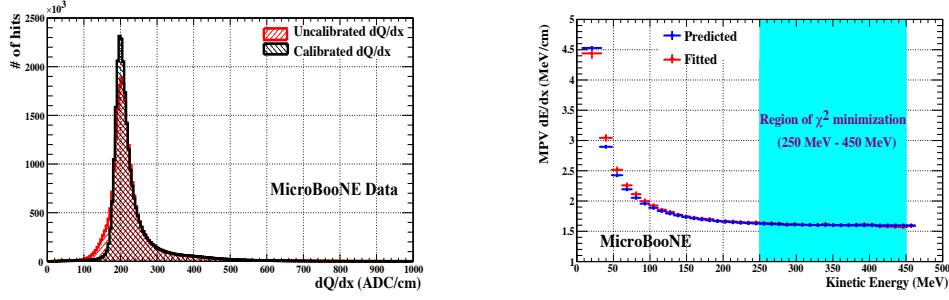 ×10³
2500
2000
1500
1000
500
0
# of hits
Uncalibrated dQ/dx
Calibrated dQ/dx
MicroBooNE Data
0 100 200 300 400 500 600 700 800 900 1000
dQ/dx (ADC/cm)
5
4.5
4
3.5
3
2.5
2
1.5
1
MPV dE/dx (MeV/cm)
Predicted
Fitted
Region of χ² minimization
(250 MeV - 450 MeV)
MicroBooNE
0 50 100 150 200 250 300 350 400 450 500
Kinetic Energy (MeV)